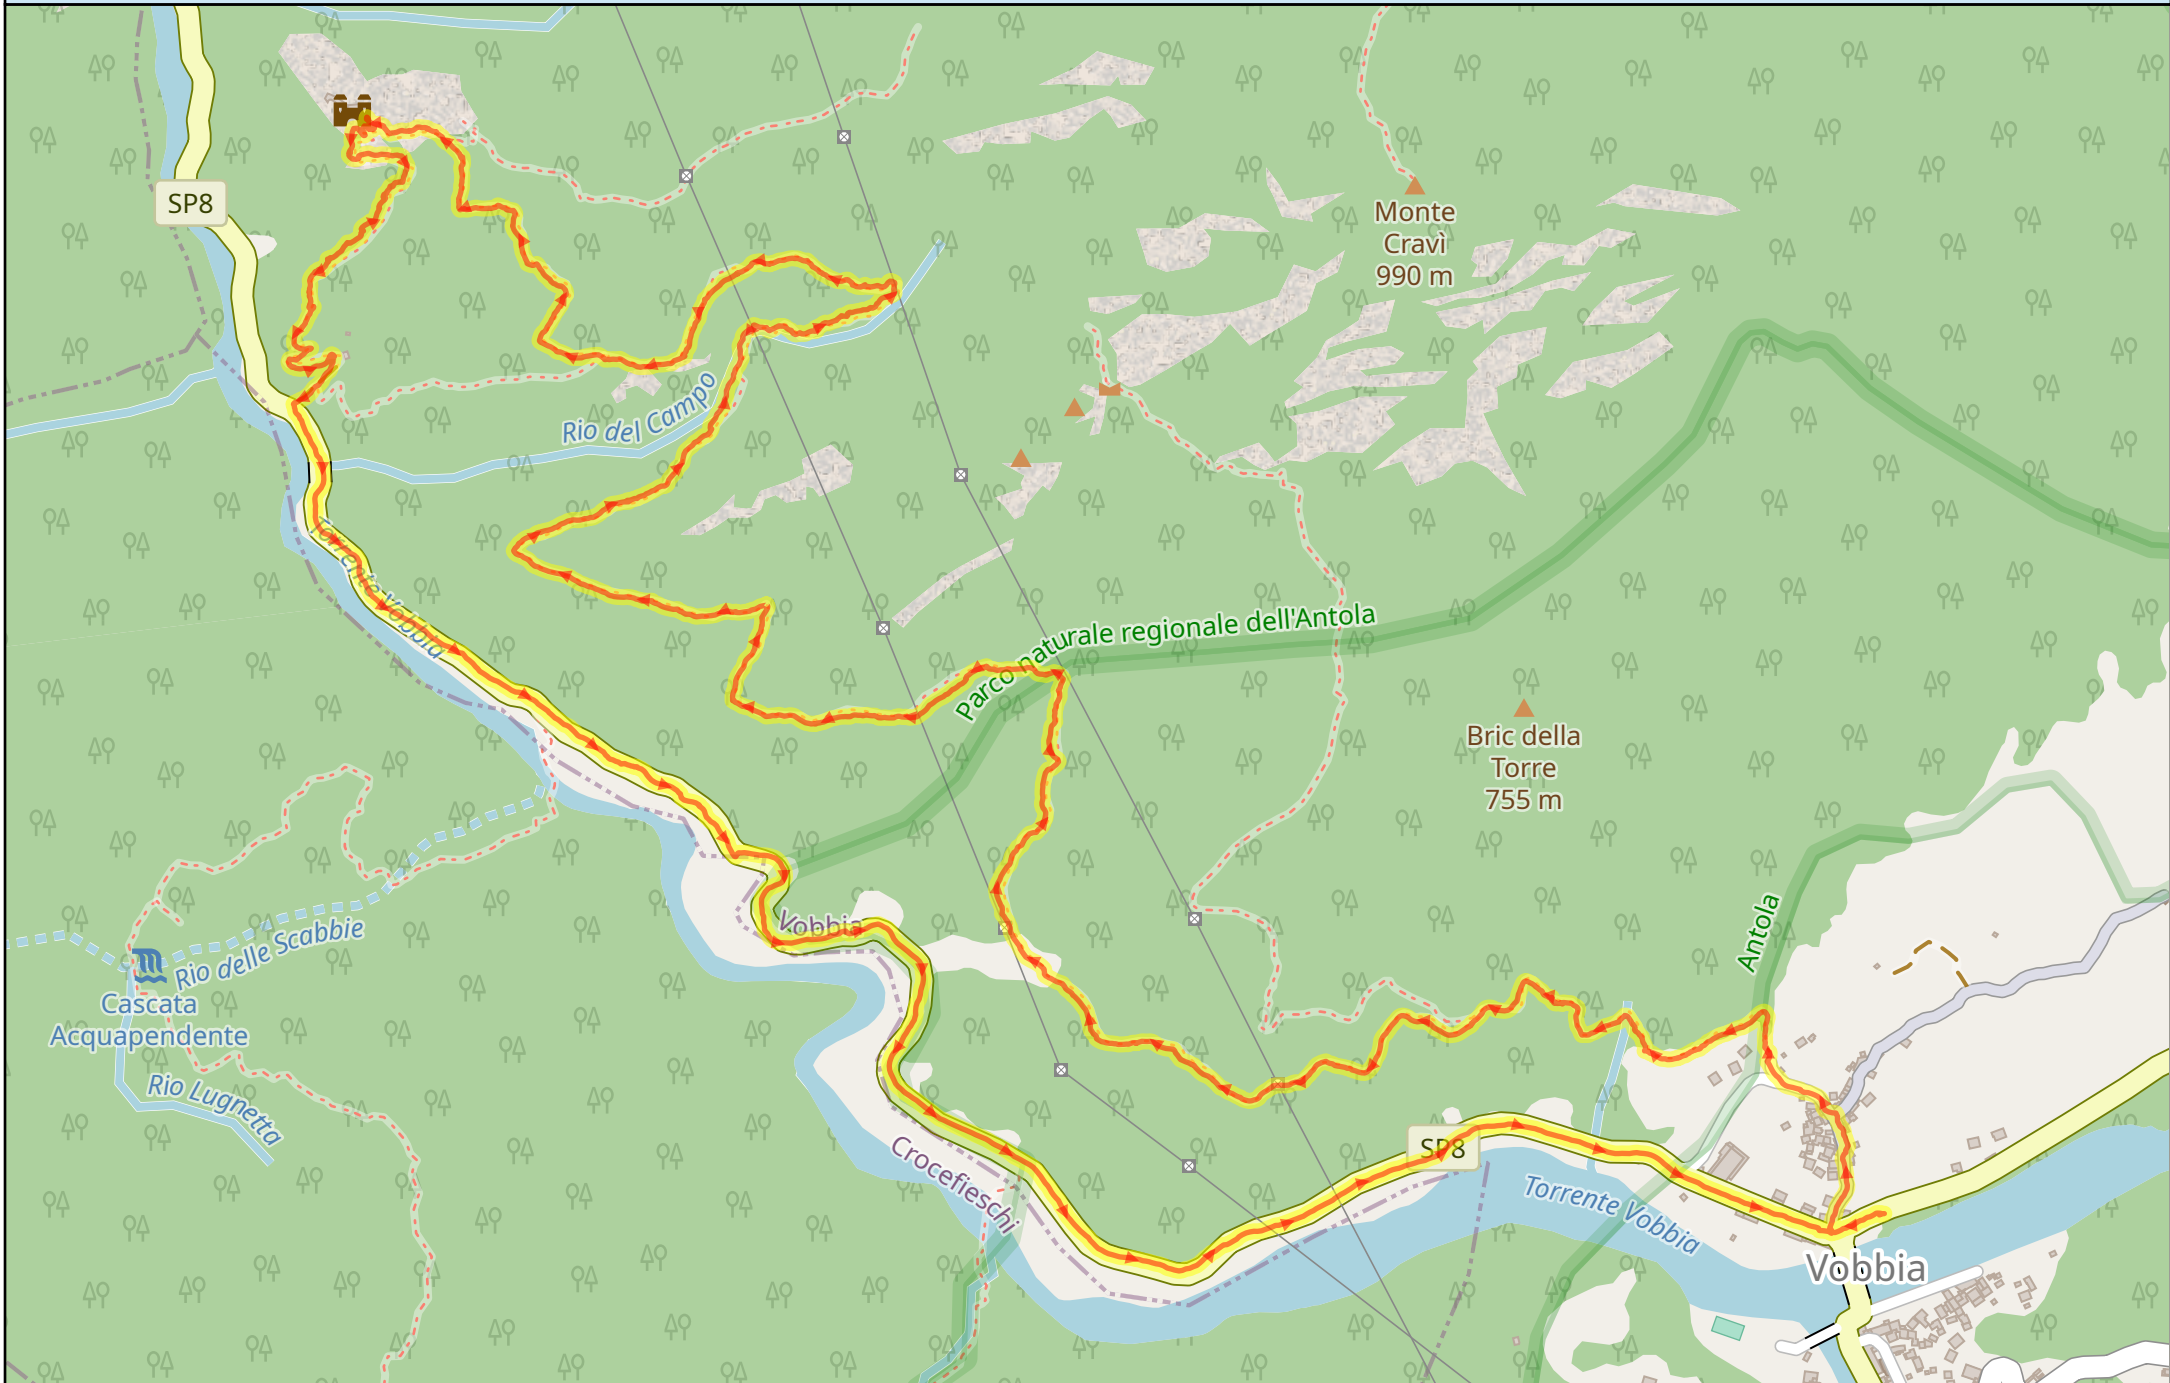 SP8
Monte
Cravì
990 m
Rio del Campo
Torrente Vobbia
Parco naturale regionale dell'Antola
Bric della
Torre
755 m
Antola
Vobbia
Rio delle Scabbie
Cascata
Acquapendente
Rio Lugnetta
Crocefieschi
SP8
Torrente Vobbia
Vobbia